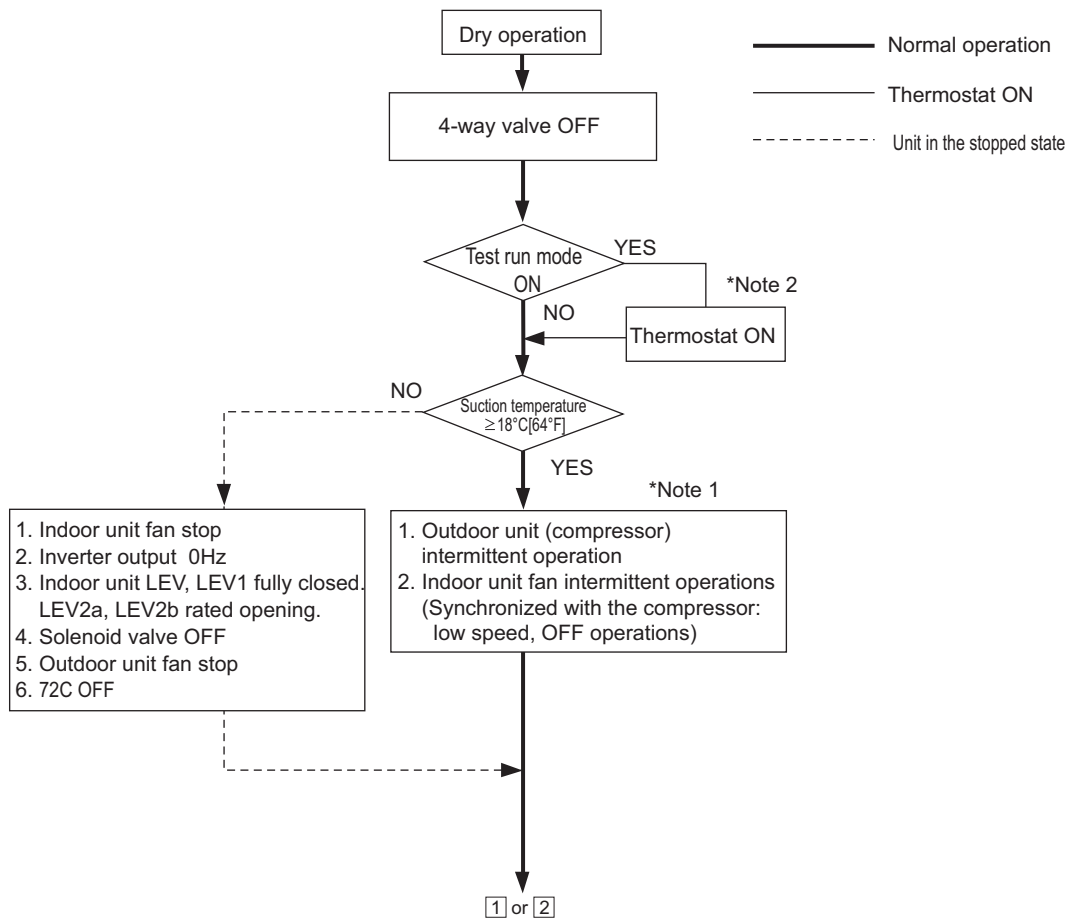 Dry operation
Normal operation
4-way valve OFF
Thermostat ON
Unit in the stopped state
Test run mode
ON
YES
*Note 2
NO
Thermostat ON
NO
Suction temperature
≥18°C[64°F]
YES
*Note 1
1. Indoor unit fan stop
2. Inverter output 0Hz
3. Indoor unit LEV, LEV1 fully closed.
LEV2a, LEV2b rated opening.
4. Solenoid valve OFF
5. Outdoor unit fan stop
6. 72C OFF
1. Outdoor unit (compressor)
intermittent operation
2. Indoor unit fan intermittent operations
(Synchronized with the compressor:
low speed, OFF operations)
1 or 2